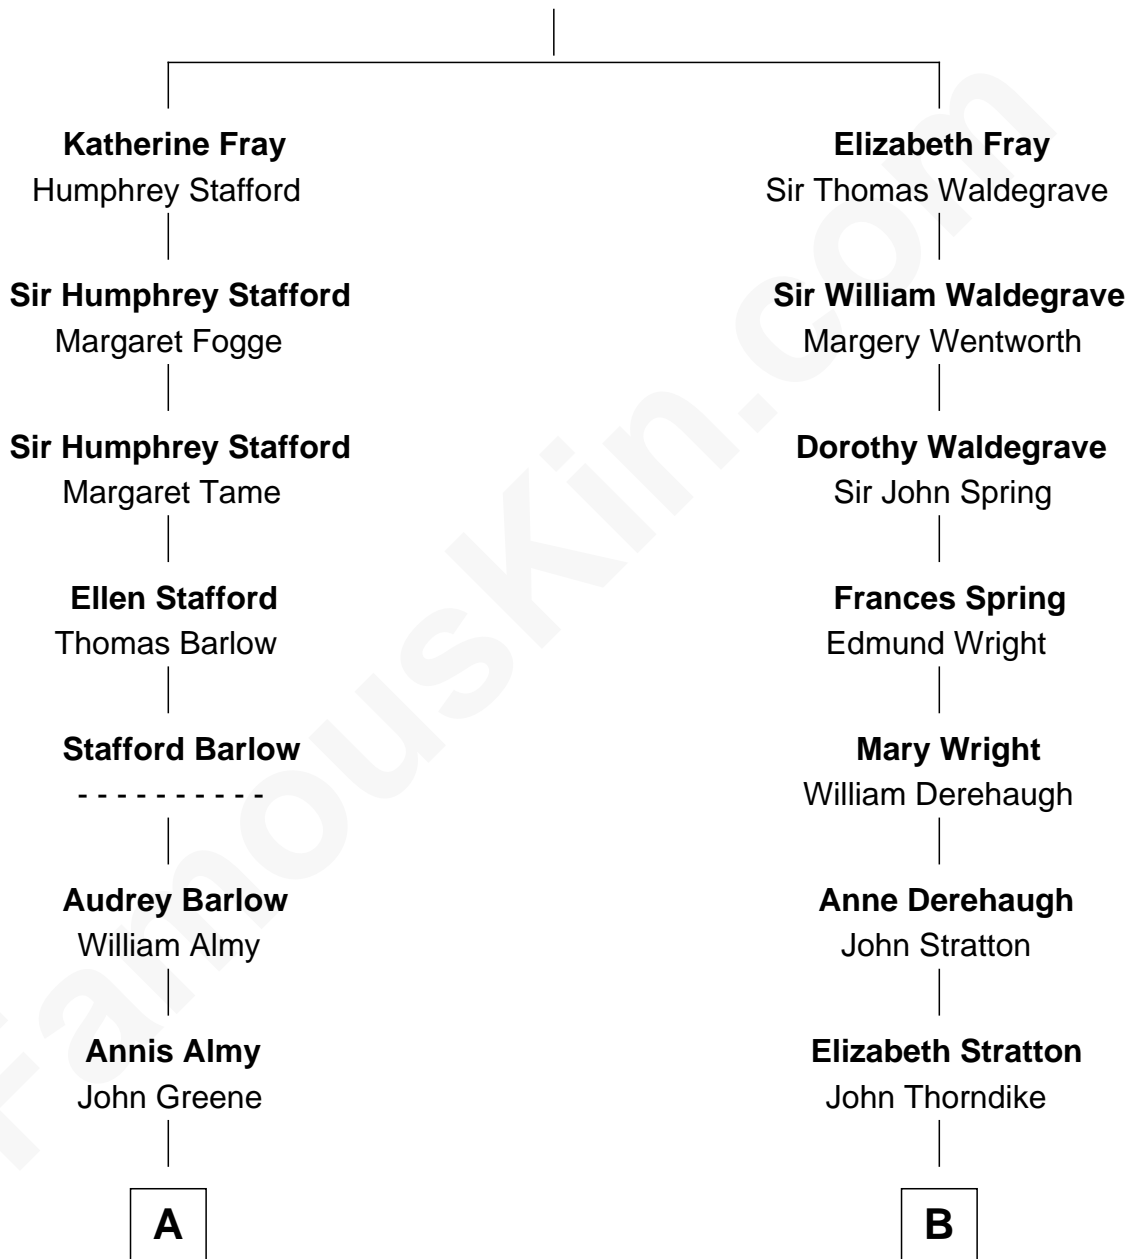 Katherine Fray
Humphrey Stafford
Sir Humphrey Stafford
Margaret Fogge
Sir Humphrey Stafford
Margaret Tame
Ellen Stafford
Thomas Barlow
Stafford Barlow
- - - - - - - - - -
Audrey Barlow
William Almy
Annis Almy
John Greene
A
Elizabeth Fray
Sir Thomas Waldegrave
Sir William Waldegrave
Margery Wentworth
Dorothy Waldegrave
Sir John Spring
Frances Spring
Edmund Wright
Mary Wright
William Derehaugh
Anne Derehaugh
John Stratton
Elizabeth Stratton
John Thorndike
B
FamousKin.com